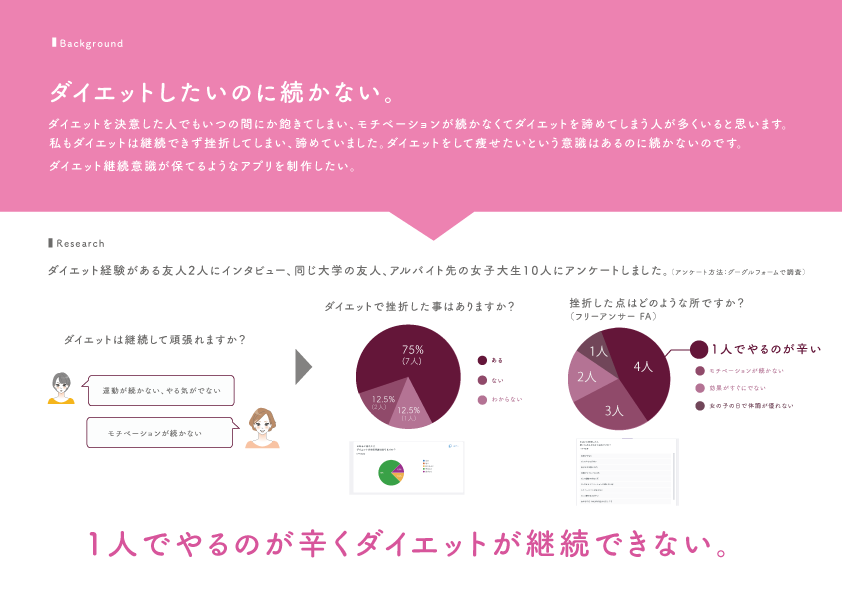 Background
ダイエットしたいのに続かない。
ダイエットを決意した人でもいつの間にか飽きてしまい、モチベーションが続かなくてダイエットを諦めてしまう人が多くいると思います。
私もダイエットは継続できず挫折してしまい、諦めていました。ダイエットをして痩せたいという意識はあるのに続かないのです。
ダイエット継続意識が保てるようなアプリを制作したい。
Research
ダイエット経験がある友人2人にインタビュー、同じ大学の友人、アルバイト先の女子大生10人にアンケートしました。（アンケート方法：グーグルフォームで調査）
ダイエットは継続して頑張れますか？
運動が続かない、やる気がでない
モチベーションが続かない
ダイエットで挫折した事はありますか？
75%
(7人)
12.5%
(2人)
12.5%
(1人)
ある
ない
わからない
挫折した点はどのような所ですか？
（フリーアンサー FA）
1人
4人
2人
3人
1人でやるのが辛い
モチベーションが続かない
効果がすぐにでない
女の子の日で体調が優れない
1人でやるのが辛くダイエットが継続できない。